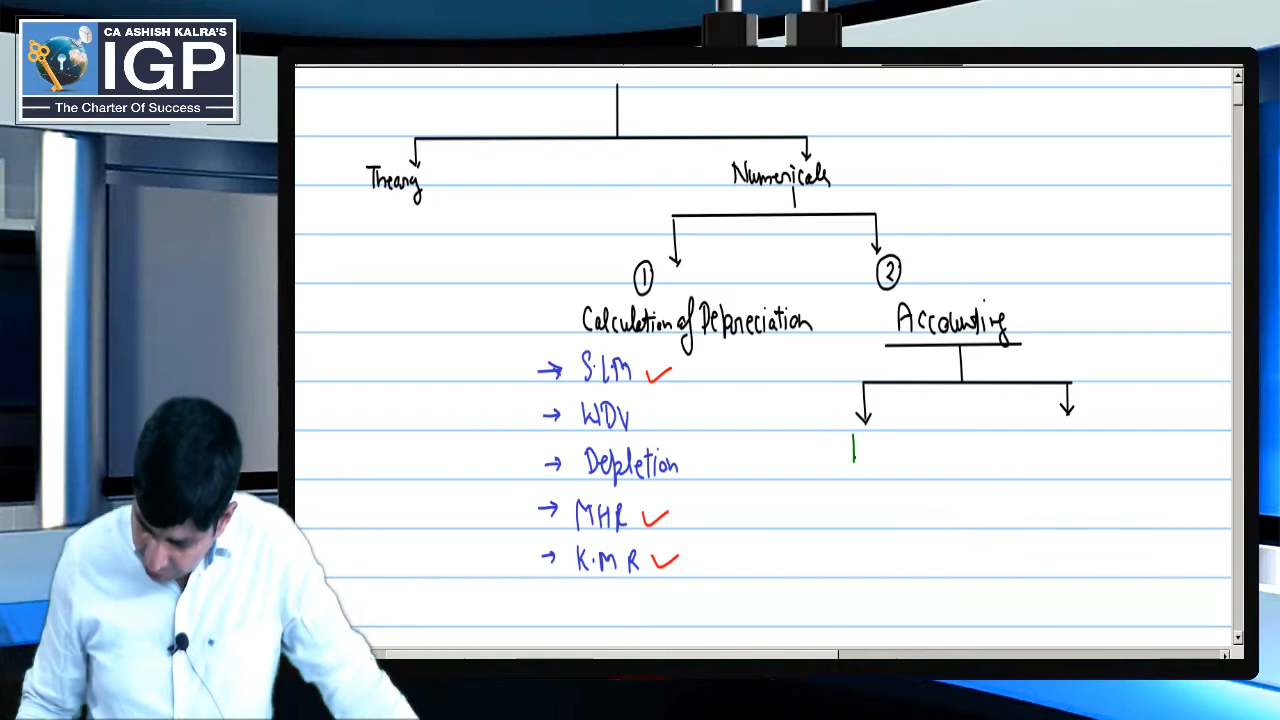 CA ASHISH KALRA'S
IGP
The Charter Of Success
Theory
Numericals
①
②
Calculation of Depreciation
Accounting
→ S.L.M ✓
→ WDV
→ Depletion
→ MHR ✓
→ K.M R ✓